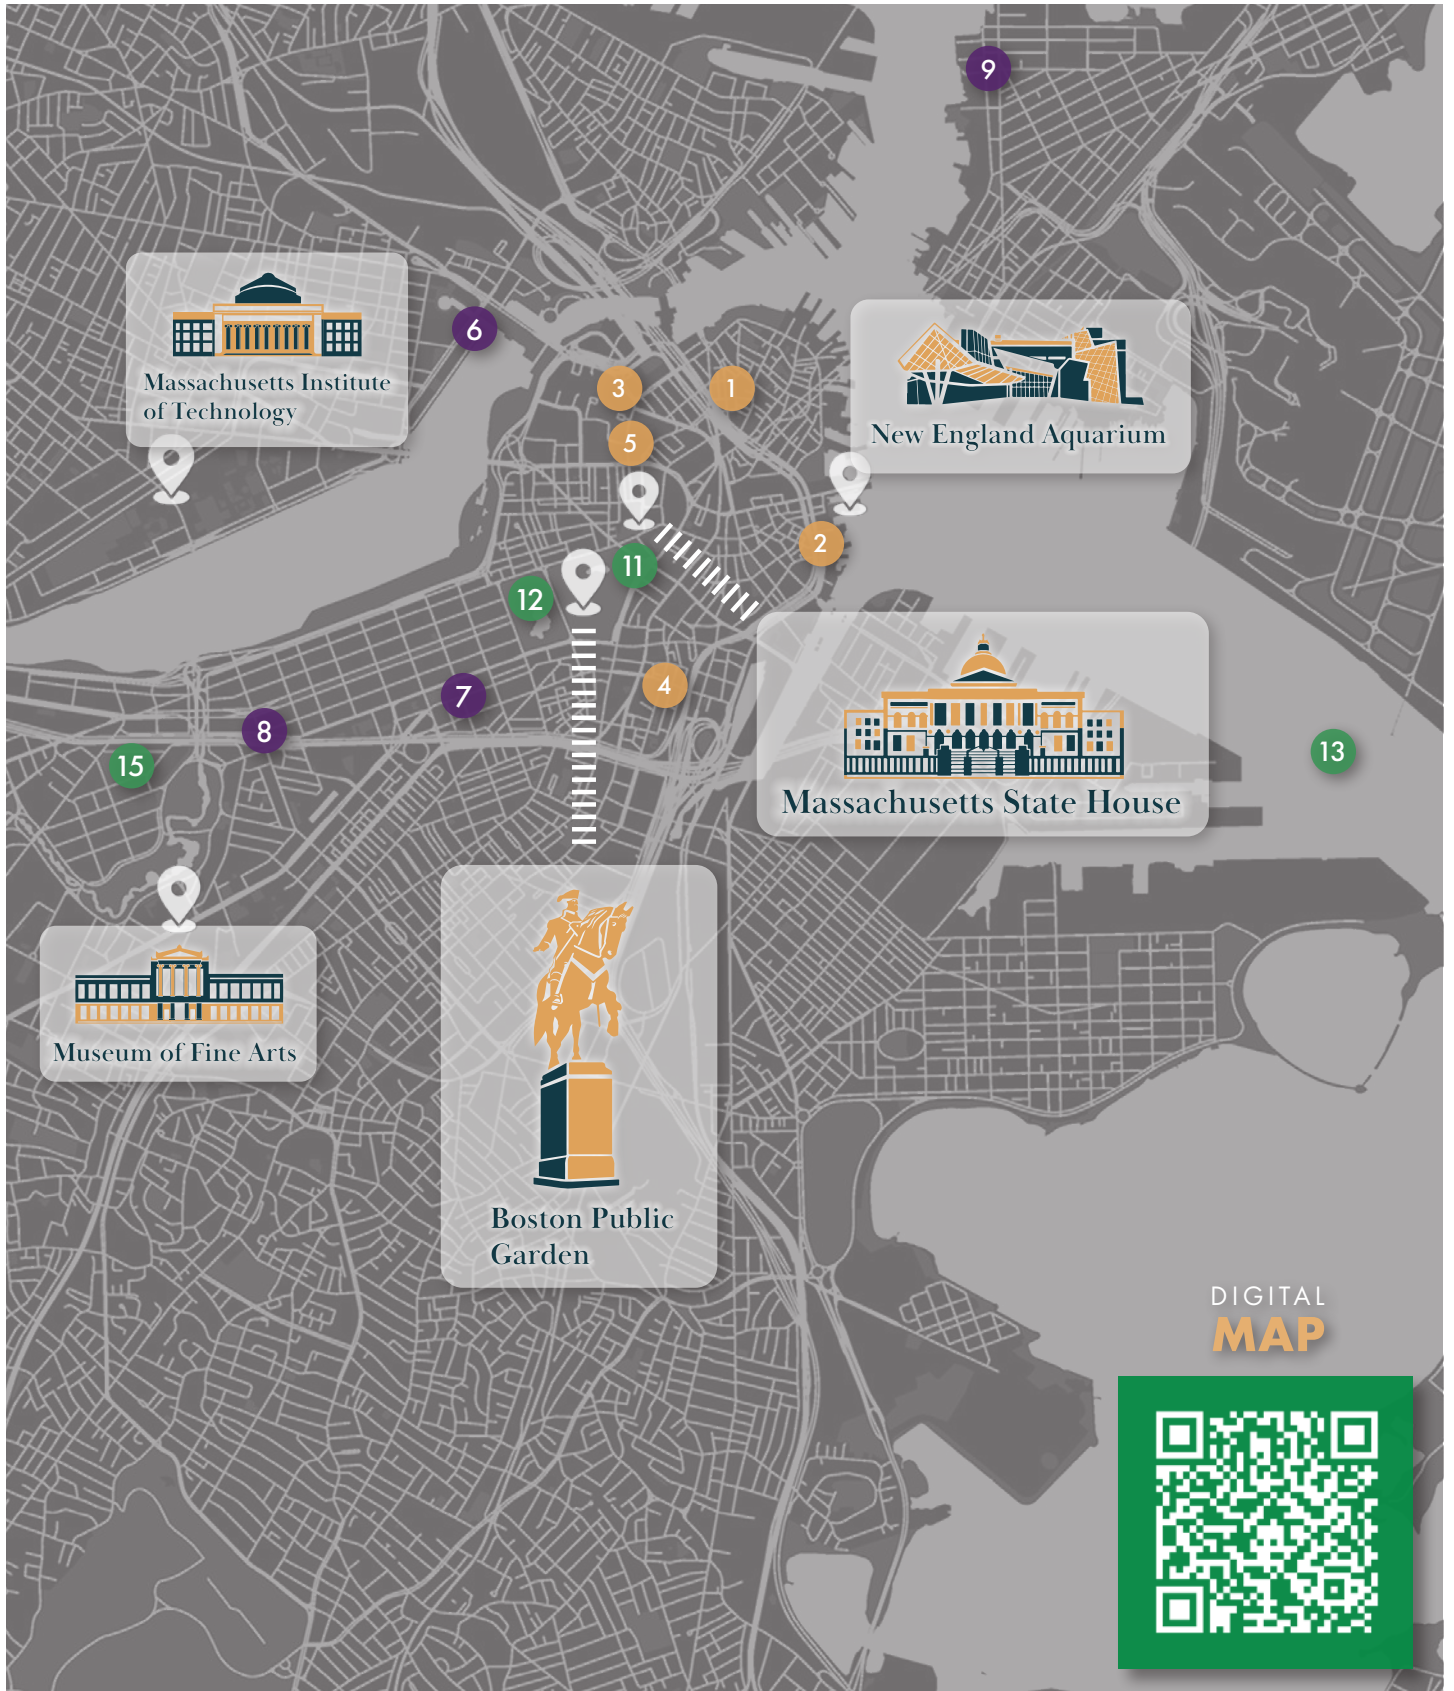 9
Massachusetts Institute
of Technology
6
3
1
5
New England Aquarium
2
11
12
4
7
8
15
Massachusetts State House
13
Museum of Fine Arts
Boston Public
Garden
DIGITAL
MAP